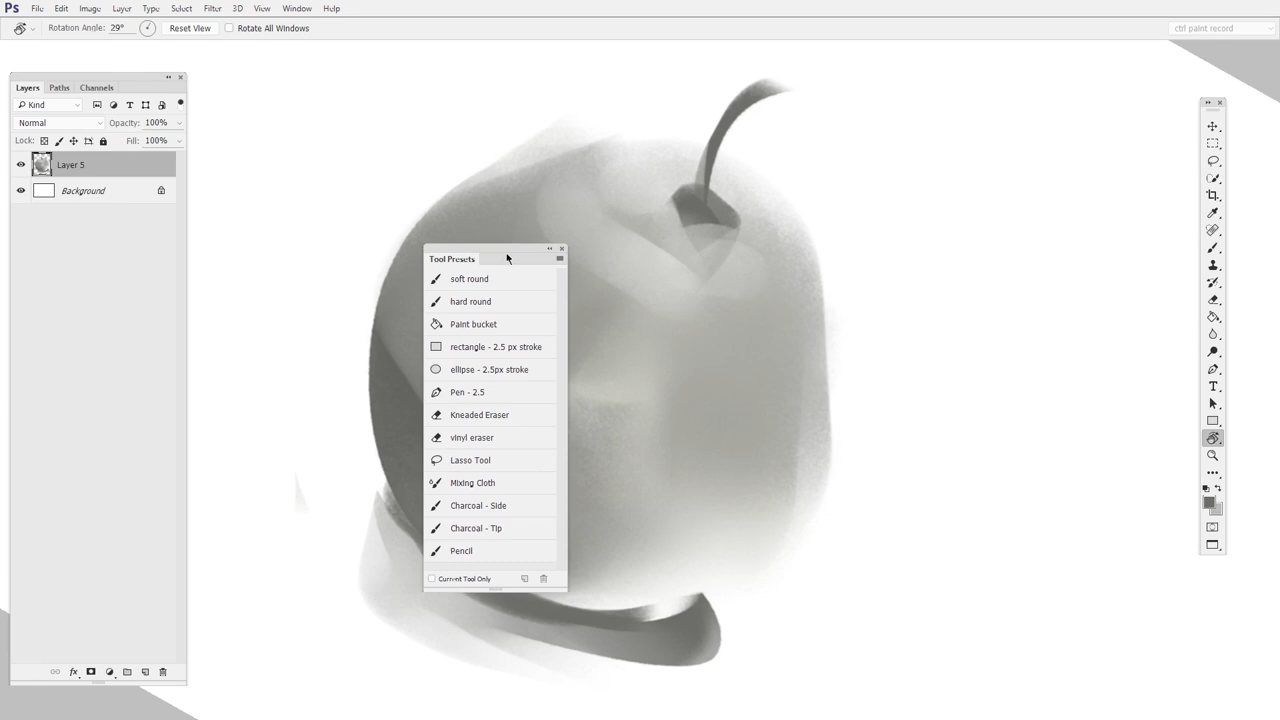 Ps File Edit Image Layer Type Select Filter 3D View Window Help
Rotation Angle: 29° Reset View Rotate All Windows ctrl paint record
Layers Paths Channels
Kind
Normal Opacity: 100%
Lock: Fill: 100%
Layer 5
Background
Tool Presets
soft round
hard round
Paint bucket
rectangle - 2.5 px stroke
ellipse - 2.5px stroke
Pen - 2.5
Kneaded Eraser
vinyl eraser
Lasso Tool
Mixing Cloth
Charcoal - Side
Charcoal - Tip
Pencil
Current Tool Only